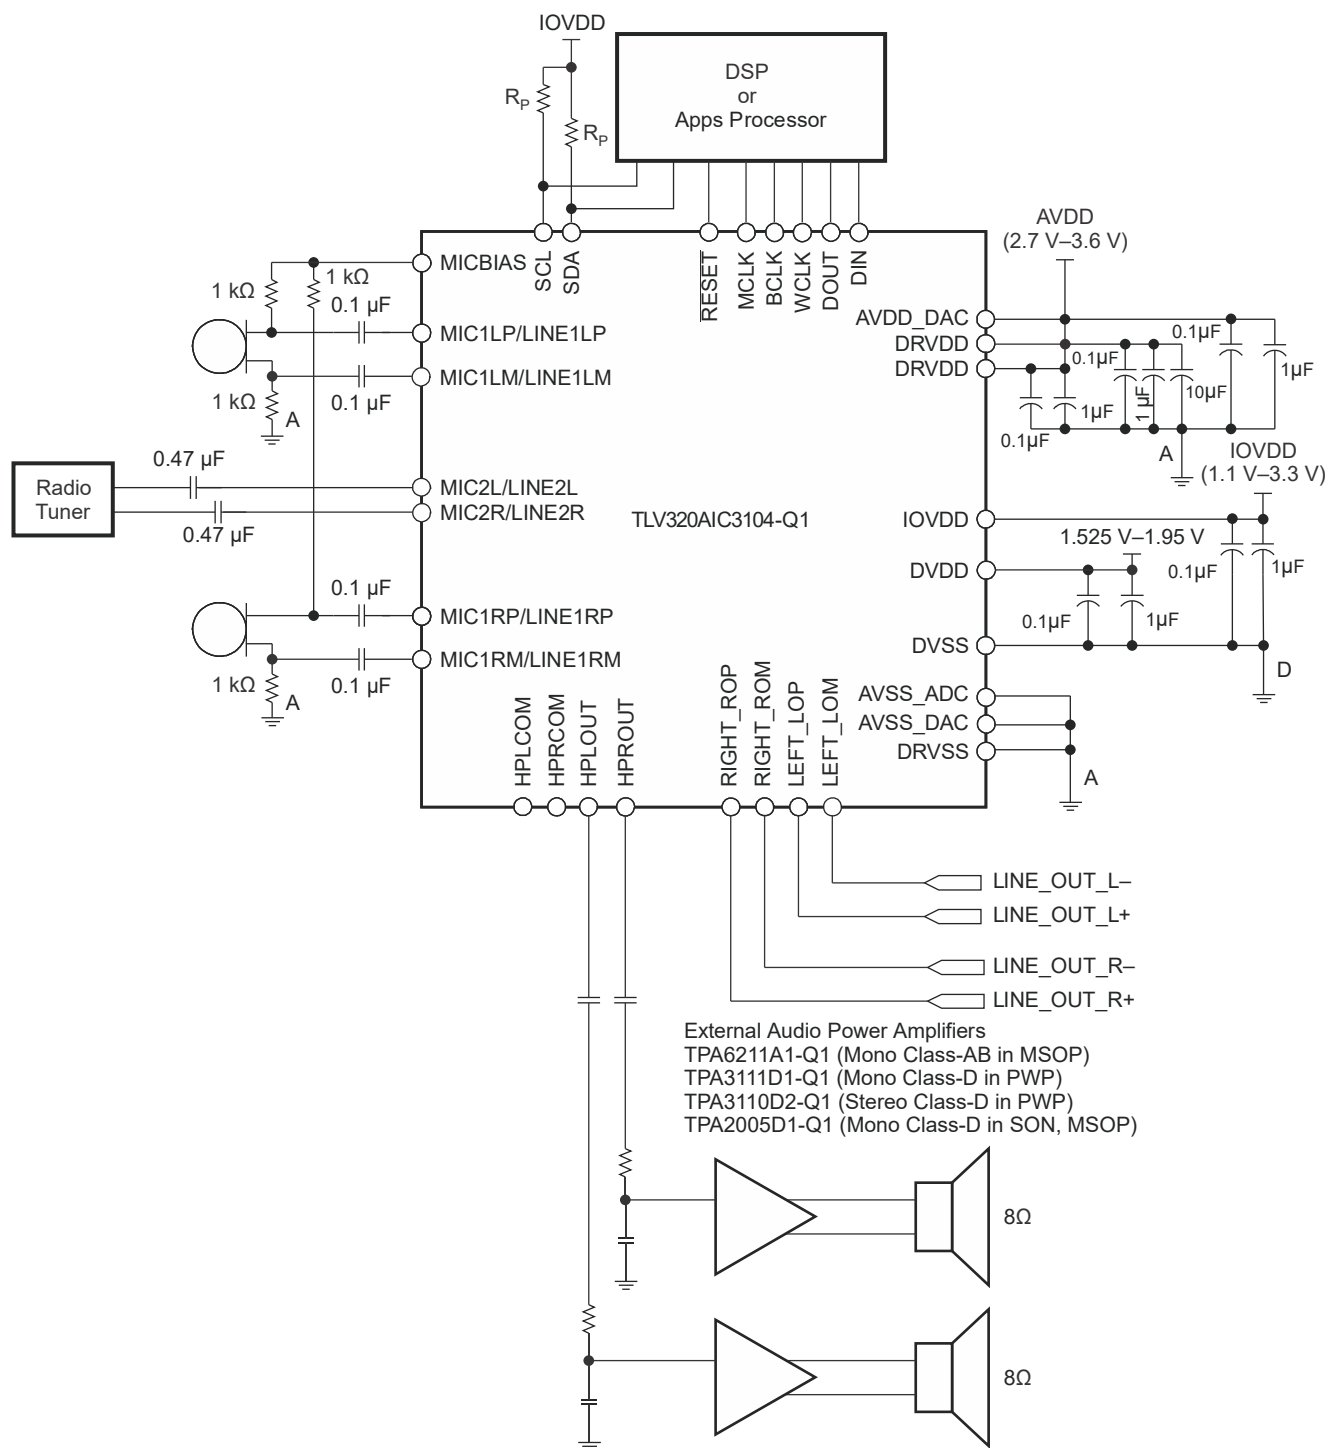 IOVDD
DSP
or
Apps Processor
RP
RP
AVDD
(2.7 V–3.6 V)
SCL
SDA
RESET
MCLK
BCLK
WCLK
DOUT
DIN
MICBIAS
1 kΩ
1 kΩ
0.1 µF
MIC1LP/LINE1LP
MIC1LM/LINE1LM
1 kΩ
0.1 µF
A
AVDD_DAC
DRVDD
DRVDD
0.1µF
0.1µF
1µF
10µF
1 µF
1µF
0.1µF
A
IOVDD
(1.1 V–3.3 V)
0.47 µF
Radio
Tuner
MIC2L/LINE2L
MIC2R/LINE2R
0.47 µF
TLV320AIC3104-Q1
IOVDD
1.525 V–1.95 V
DVDD
0.1µF
1µF
0.1µF
1µF
DVSS
D
0.1 µF
MIC1RP/LINE1RP
MIC1RM/LINE1RM
1 kΩ
0.1 µF
A
AVSS_ADC
AVSS_DAC
DRVSS
A
HPLCOM
HPRCOM
HPLOUT
HPROUT
RIGHT_ROP
RIGHT_ROM
LEFT_LOP
LEFT_LOM
LINE_OUT_L–
LINE_OUT_L+
LINE_OUT_R–
LINE_OUT_R+
External Audio Power Amplifiers
TPA6211A1-Q1 (Mono Class-AB in MSOP)
TPA3111D1-Q1 (Mono Class-D in PWP)
TPA3110D2-Q1 (Stereo Class-D in PWP)
TPA2005D1-Q1 (Mono Class-D in SON, MSOP)
8Ω
8Ω